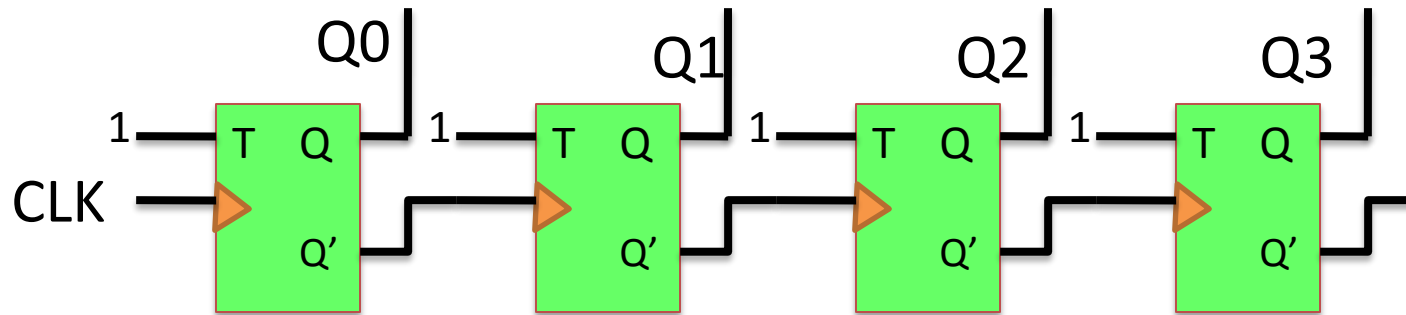 Q0 Q1 Q2 Q3
1 T Q 1 T Q 1 T Q 1 T Q
CLK
Q’ Q’ Q’ Q’